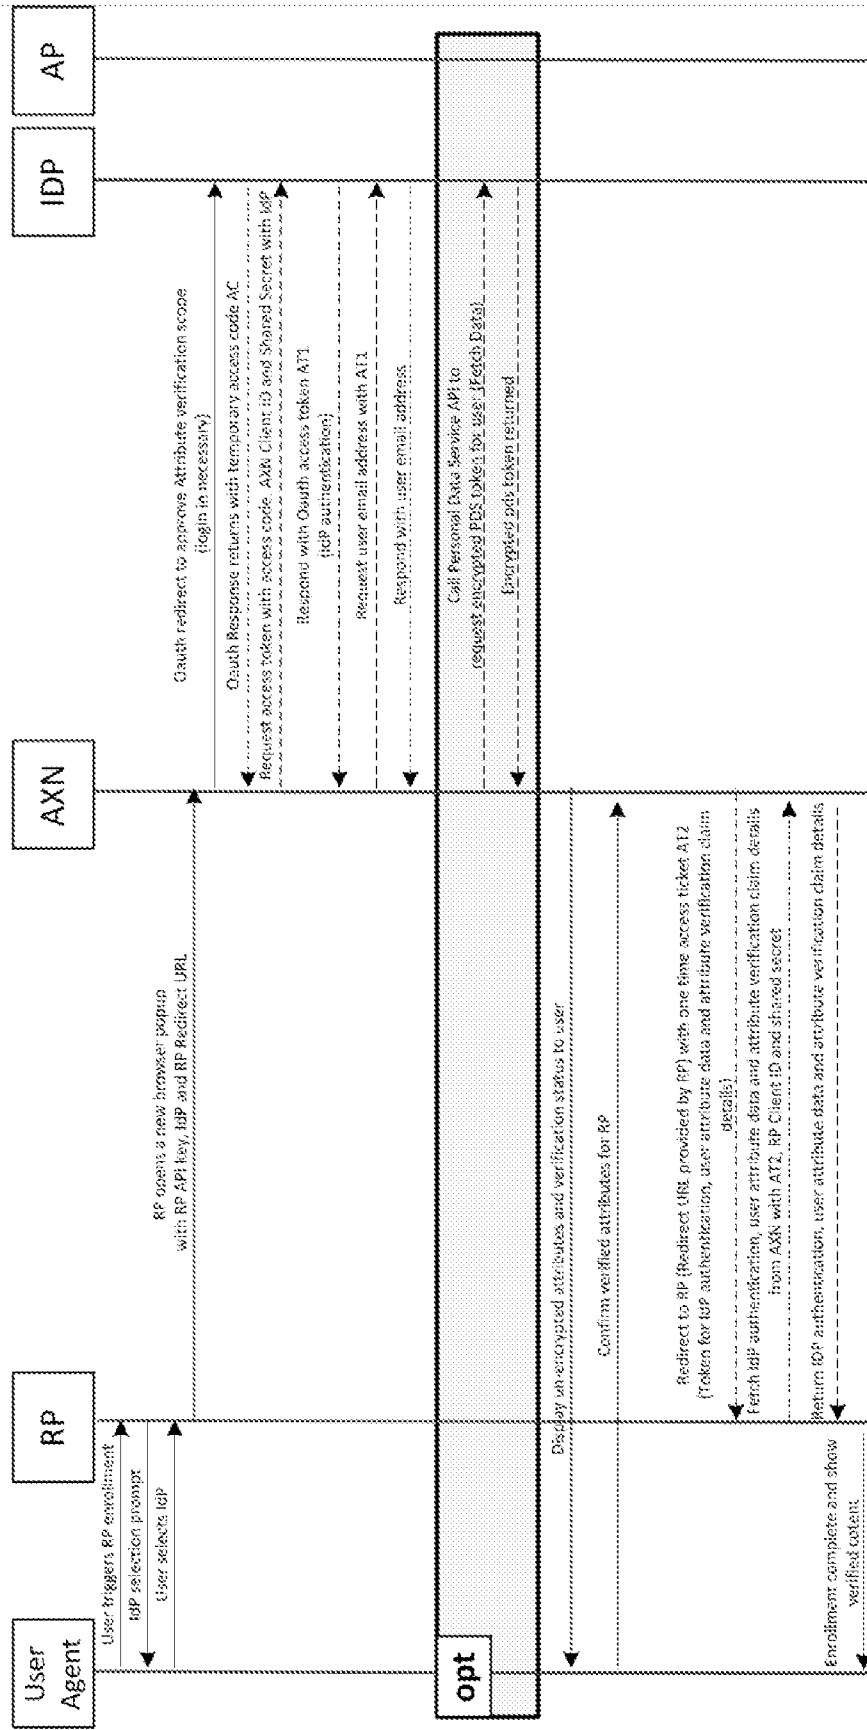 User
Agent
RP
AXN
IDP
AP
User triggers RP enrollment
IdP selection prompt
User selects IdP
RP opens a new browser popup
with RP API key, IdP and RP Redirect URL
Oauth redirect to approve Attribute verification scope
(login in necessary)
Oauth Response returns with temporary access code AC
Request access token with access code, AXN Client ID and Shared Secret with IdP
Respond with Oauth access token AT1
(IdP authentication)
Request user email address with AT1
Respond with user email address
opt
Call Personal Data Service API to
request encrypted PDS token for user (Fetch Data)
Encrypted pds token returned
Display un-encrypted attributes and verification status to user
Confirm verified attributes for RP
Redirect to RP (Redirect URL provided by RP) with one time access ticket AT2
(Token for IdP authentication, user attribute data and attribute verification claim
details)
Fetch IdP authentication, user attribute data and attribute verification claim details
from AXN with AT2, RP Client ID and shared secret
Return IDP authentication, user attribute data and attribute verification claim details
Enrollment complete and show
verified cotent